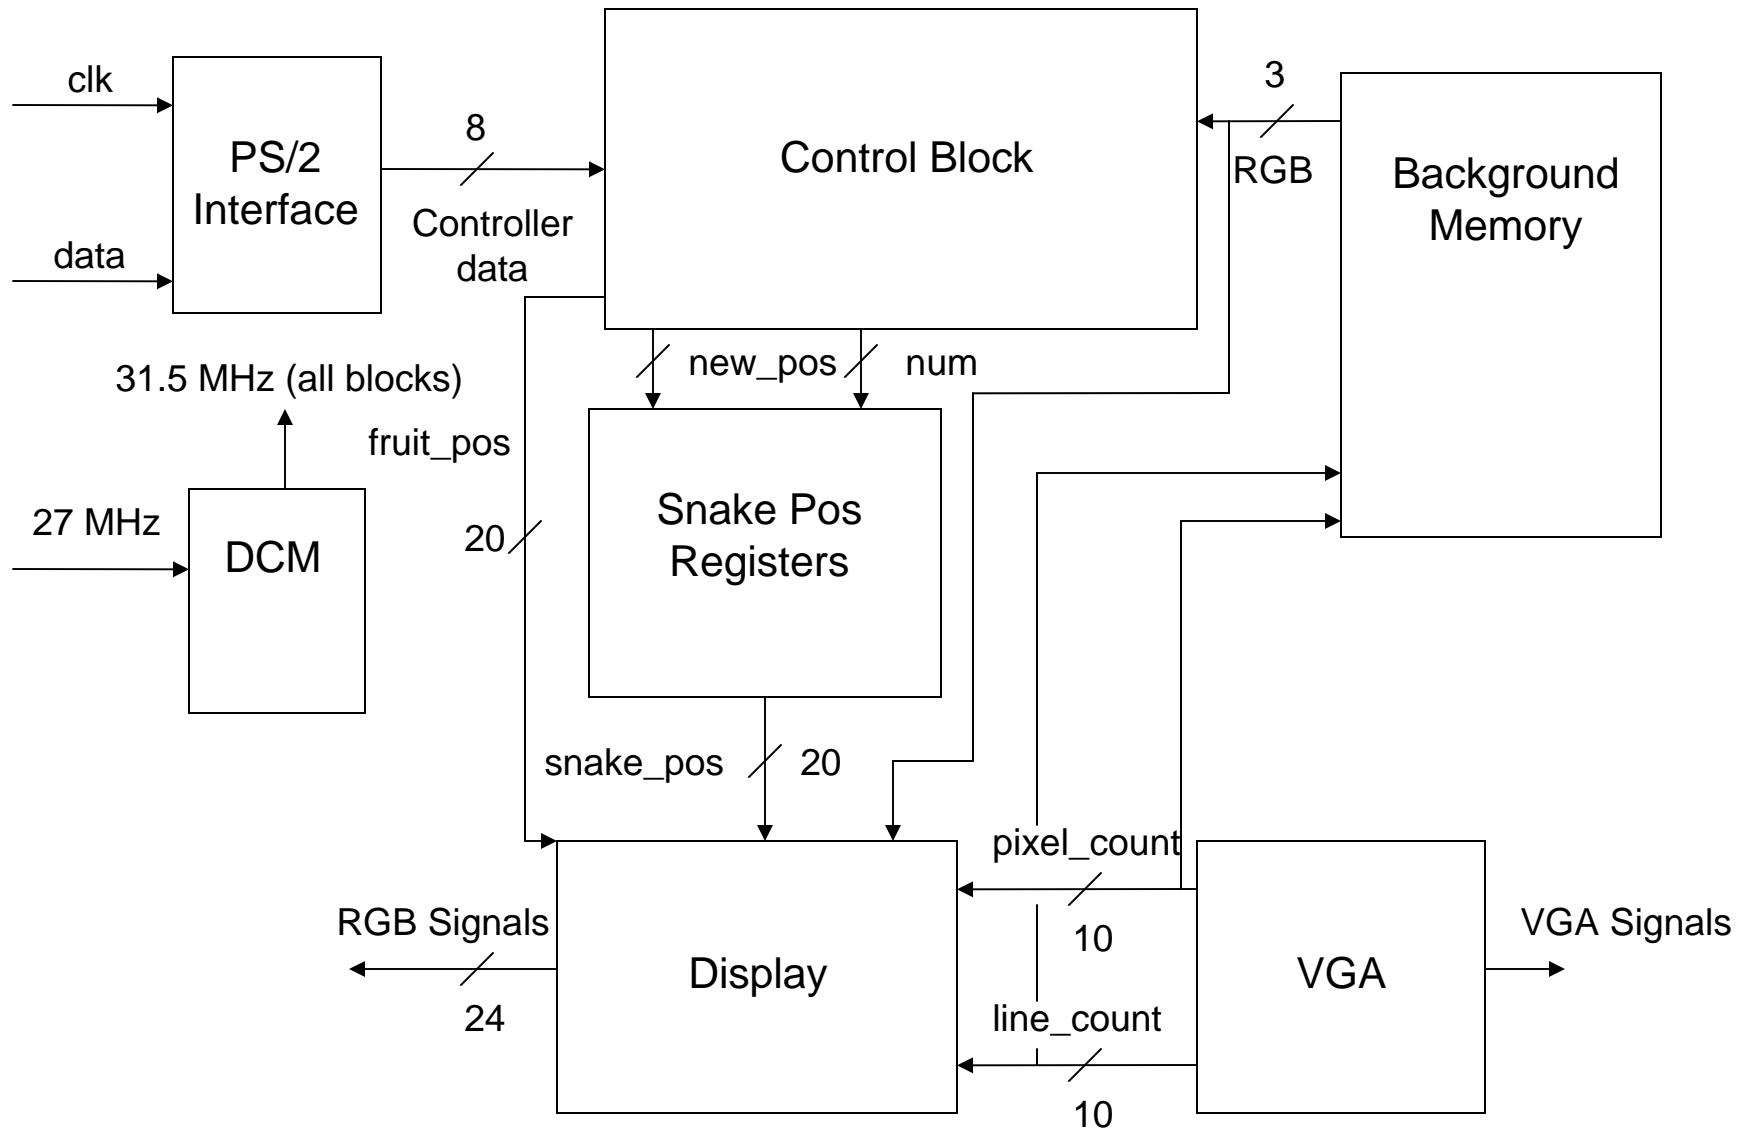 clk
data
PS/2
Interface
8
Controller
data
Control Block
3
RGB
Background
Memory
31.5 MHz (all blocks)
27 MHz
DCM
fruit_pos
20
new_pos
num
Snake Pos
Registers
snake_pos
20
pixel_count
10
line_count
10
RGB Signals
24
Display
VGA
VGA Signals